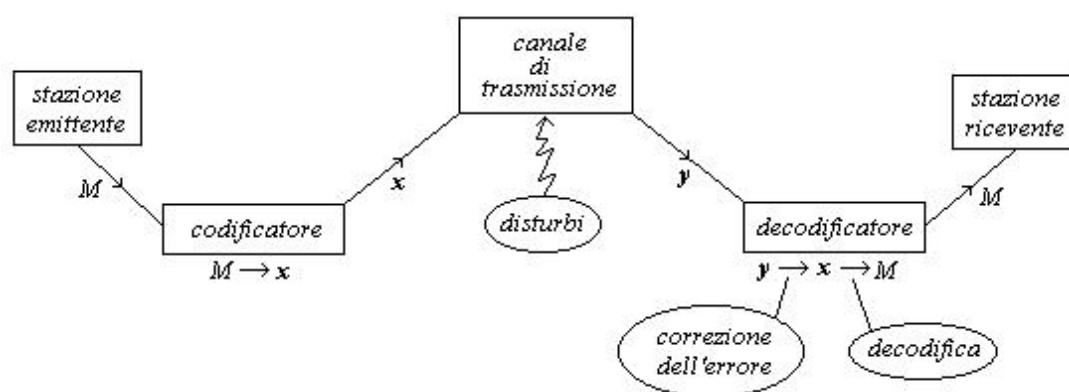 canale
di
trasmissione
stazione
emittente
stazione
ricevente
M
x
y
M
disturbi
codificatore
decodificatore
M → x
y → x → M
correzione
dell'errore
decodifica